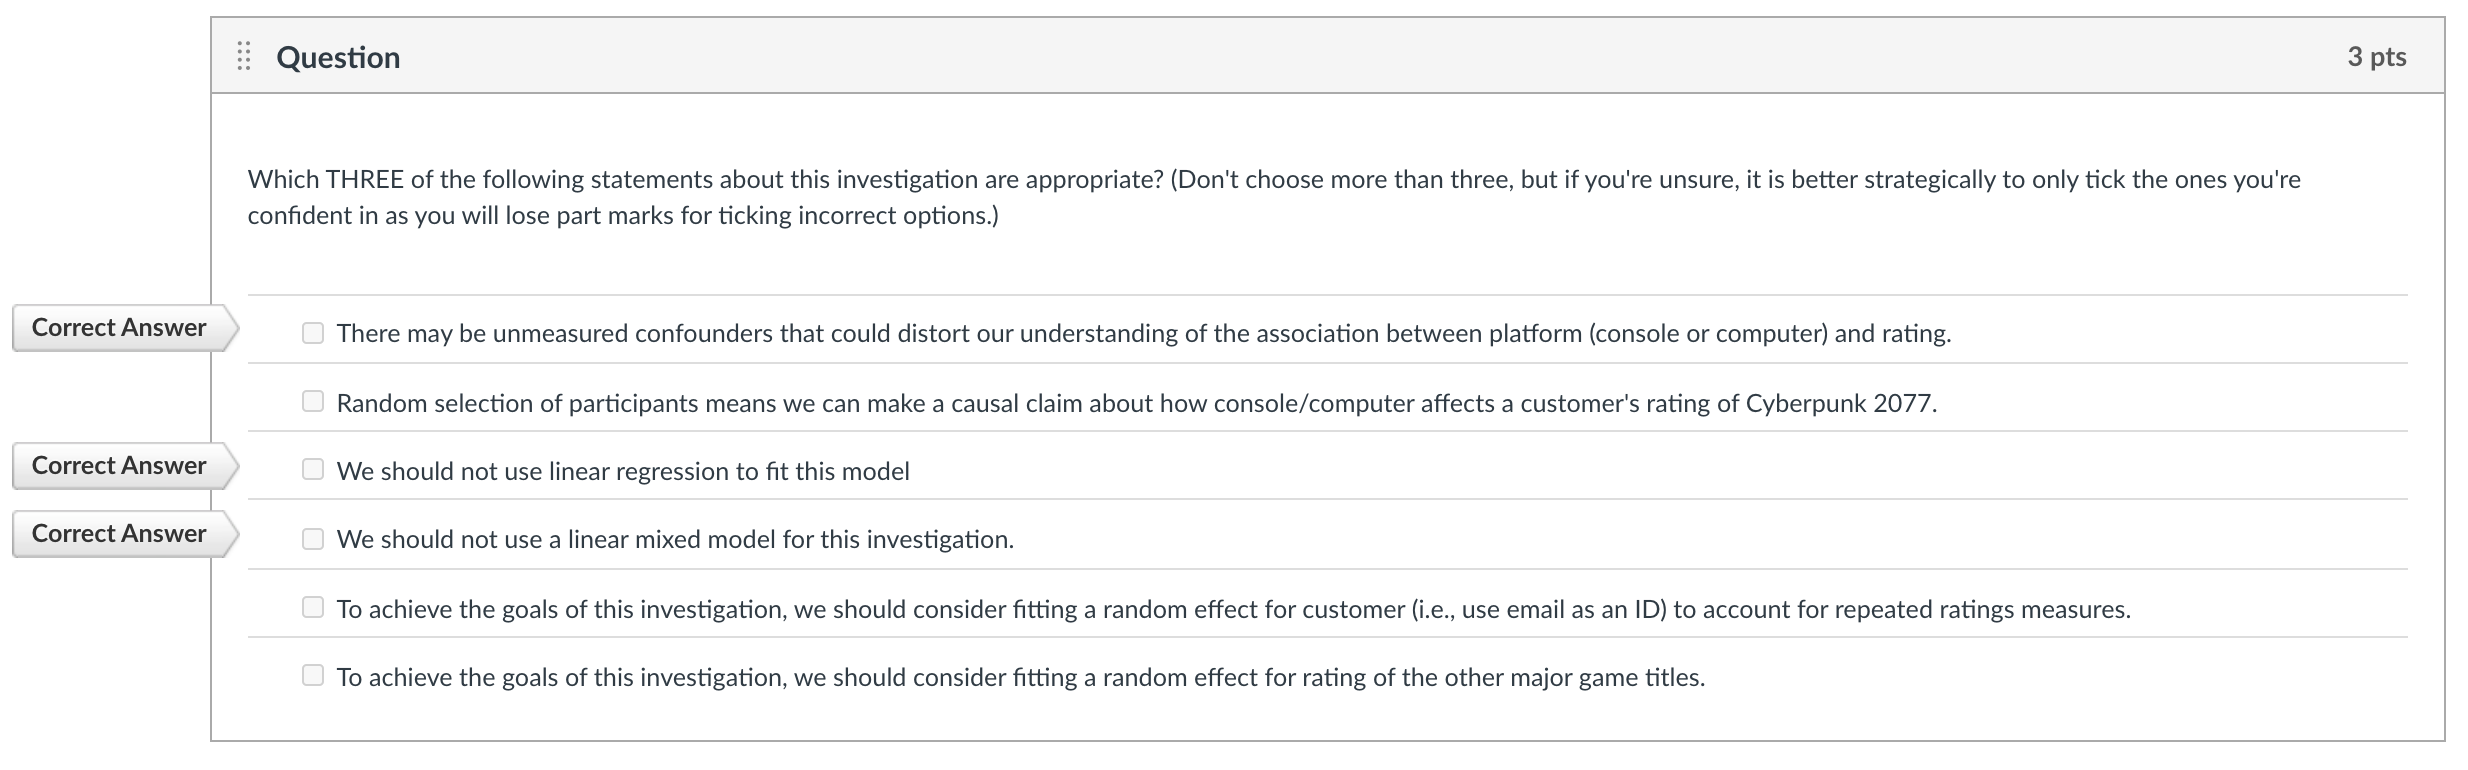 Question
3 pts
Which THREE of the following statements about this investigation are appropriate? (Don't choose more than three, but if you're unsure, it is better strategically to only tick the ones you're
confident in as you will lose part marks for ticking incorrect options.)
Correct Answer
There may be unmeasured confounders that could distort our understanding of the association between platform (console or computer) and rating.
Random selection of participants means we can make a causal claim about how console/computer affects a customer's rating of Cyberpunk 2077.
Correct Answer
We should not use linear regression to fit this model
Correct Answer
We should not use a linear mixed model for this investigation.
To achieve the goals of this investigation, we should consider fitting a random effect for customer (i.e., use email as an ID) to account for repeated ratings measures.
To achieve the goals of this investigation, we should consider fitting a random effect for rating of the other major game titles.